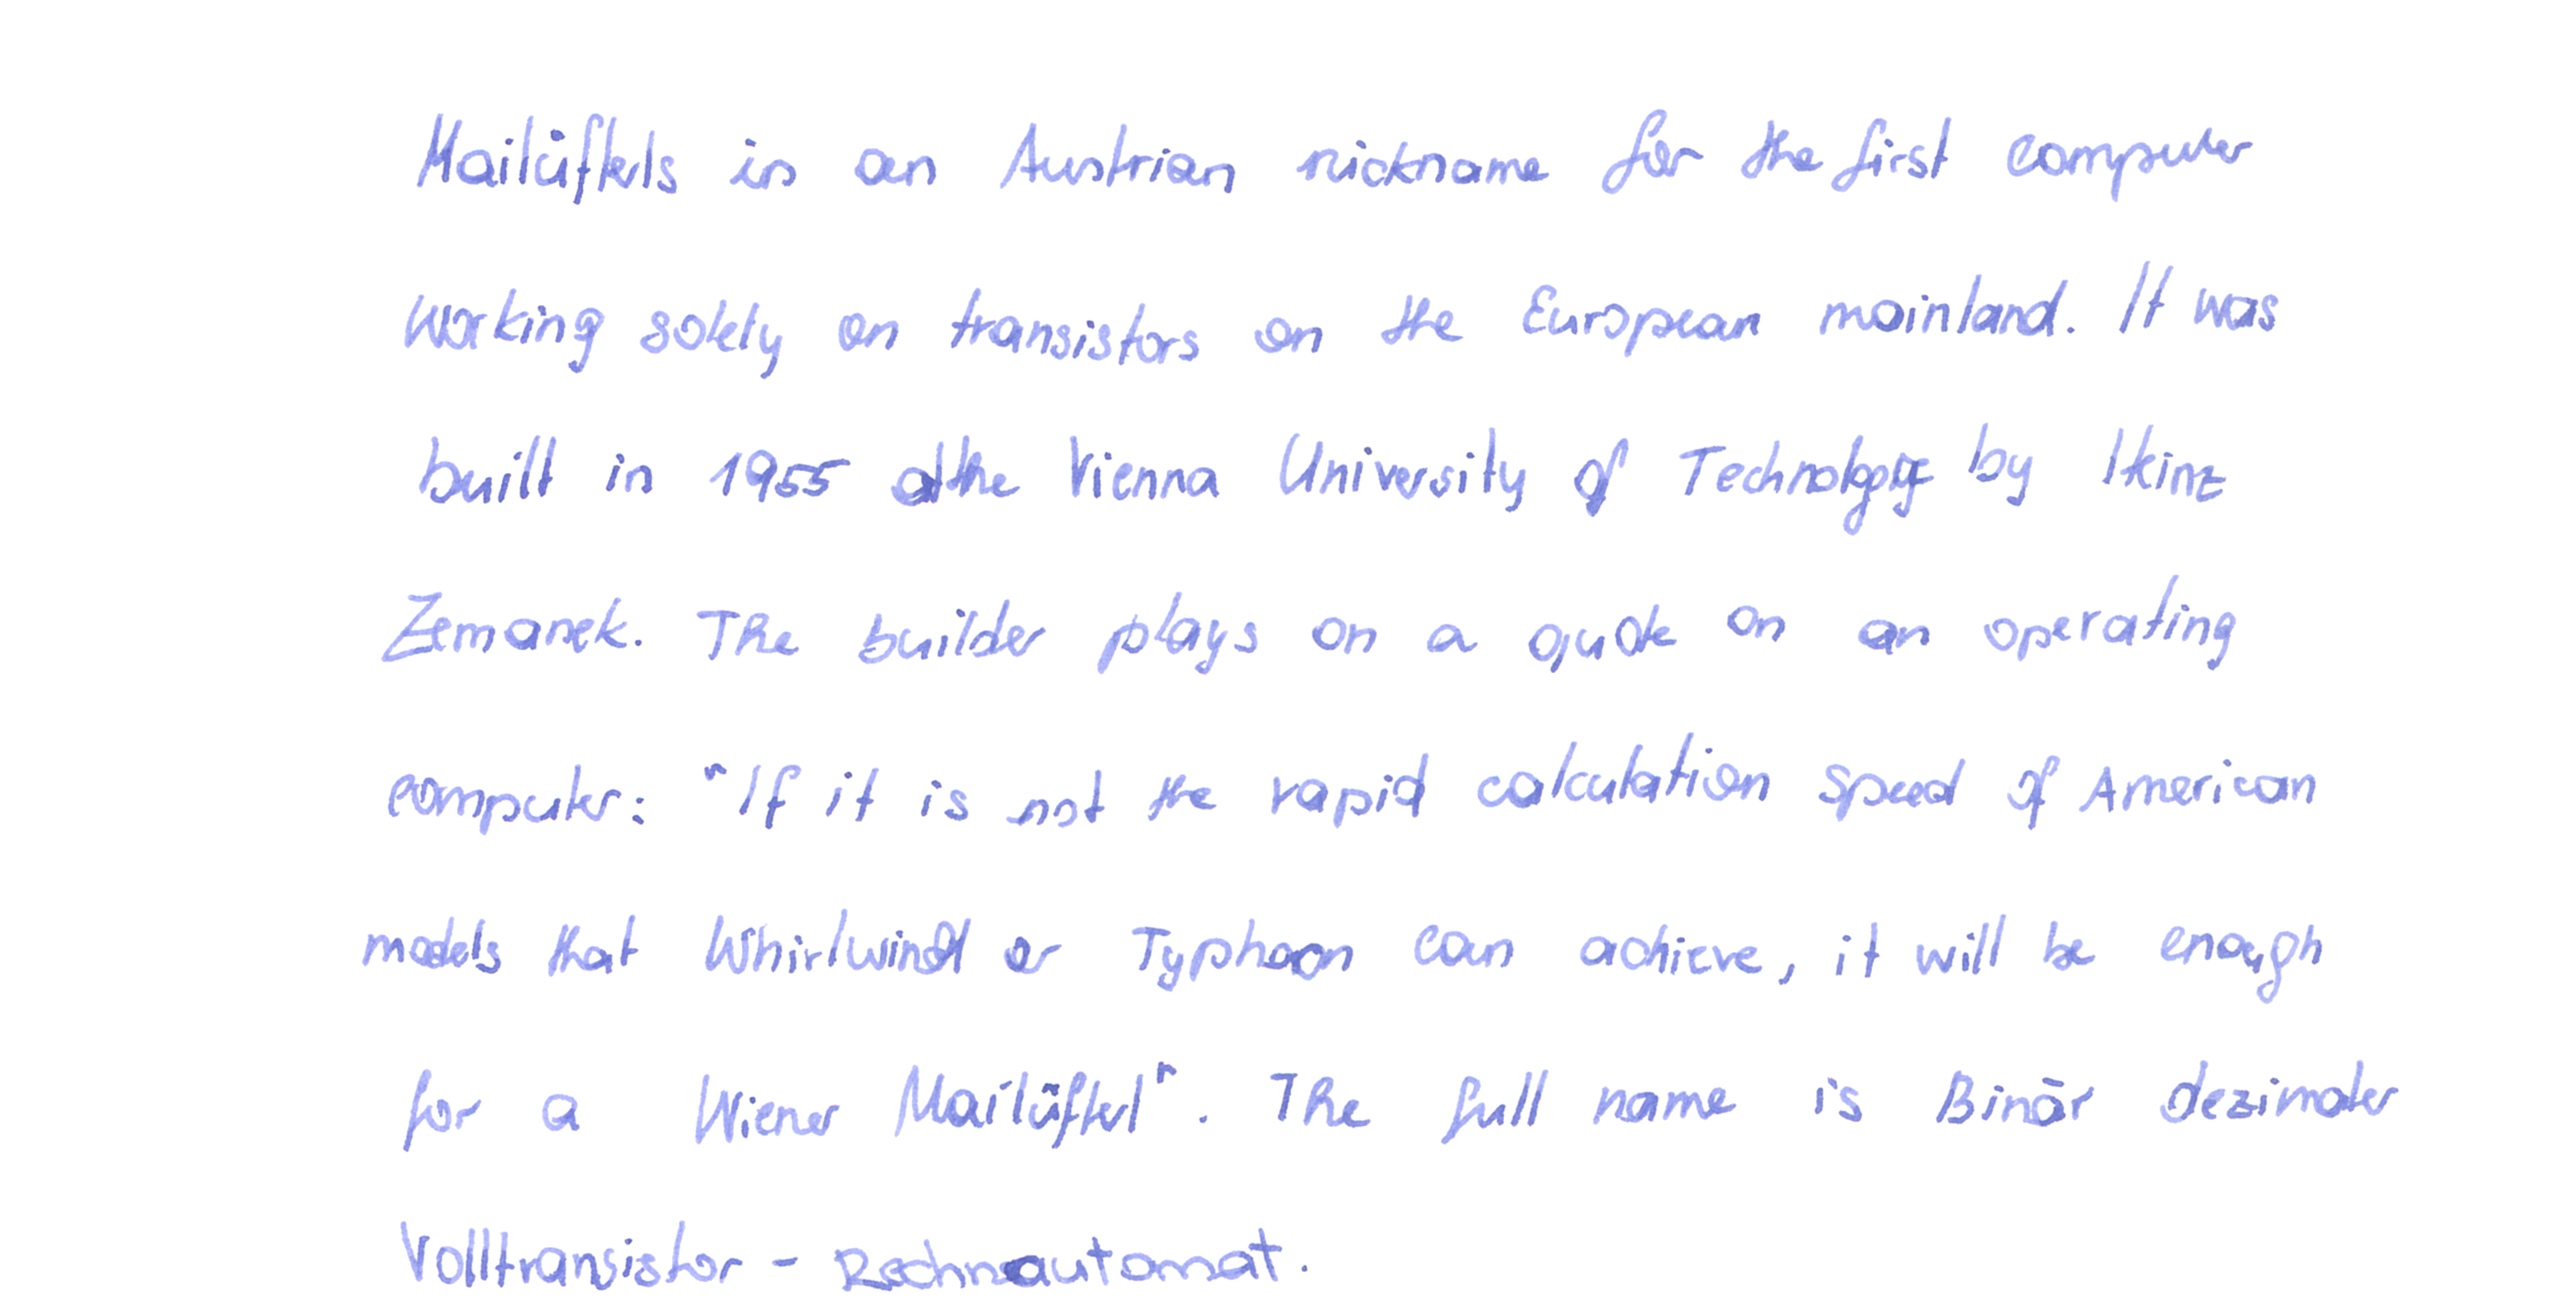 Mailüfterls is an Austrian nickname for the first computer
working solely on transistors on the European mainland. It was
built in 1955 at the Vienna University of Technology by Heinz
Zemanek. The builder plays on a quote on an operating
computer: "If it is not the rapid calculation speed of American
models that Whirlwind or Typhoon can achieve, it will be enough
for a Wiener Mailüfterl". The full name is Binär dezimaler
Volltransistor - Rechenautomat.